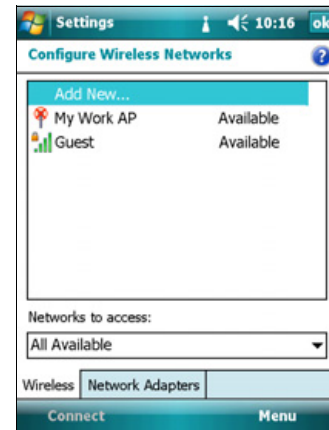 Settings 10:16 ok
Configure Wireless Networks ?
Add New...
My Work AP Available
Guest Available
Networks to access:
All Available
Wireless Network Adapters
Connect Menu